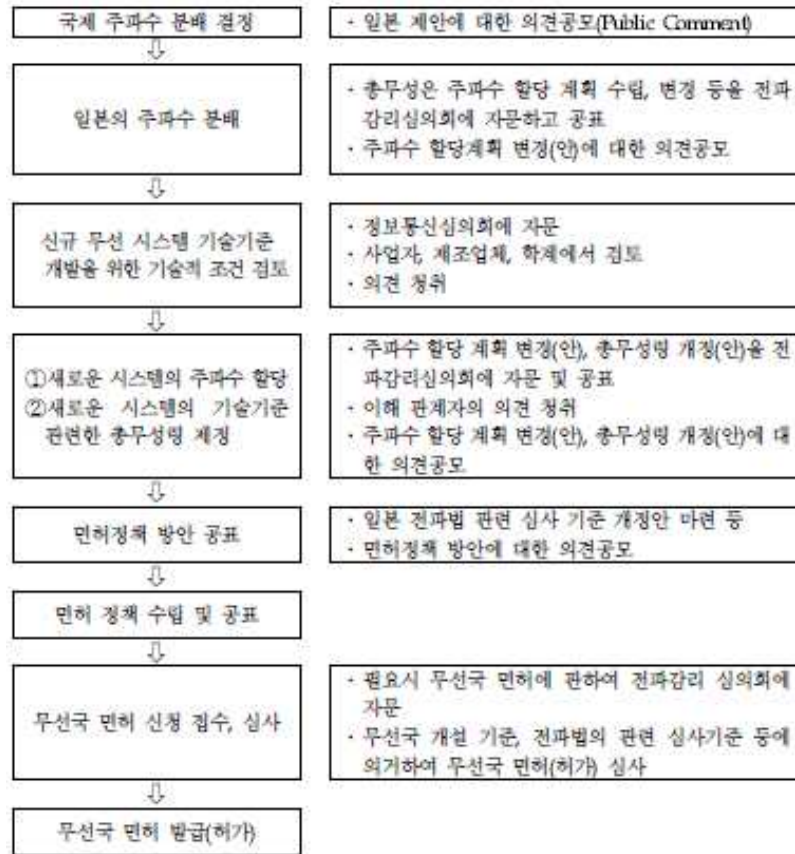 국제 주파수 분배 결정
· 일본 제안에 대한 의견공모(Public Comment)
⇩
일본의 주파수 분배
· 총무성은 주파수 할당 계획 수립, 변경 등을 전파
감리심의회에 자문하고 공표
· 주파수 할당계획 변경(안)에 대한 의견공모
⇩
신규 무선 시스템 기술기준
개발을 위한 기술적 조건 검토
· 정보통신심의회에 자문
· 사업자, 제조업체, 학계에서 검토
· 의견 청취
⇩
①새로운 시스템의 주파수 할당
②새로운 시스템의 기술기준
관련한 총무성령 제정
· 주파수 할당 계획 변경(안), 총무성령 개정(안)을 전
파감리심의회에 자문 및 공표
· 이해 관계자의 의견 청취
· 주파수 할당 계획 변경(안), 총무성령 개정(안)에 대
한 의견공모
⇩
면허정책 방안 공표
· 일본 전파법 관련 심사 기준 개정안 마련 등
· 면허정책 방안에 대한 의견공모
⇩
면허 정책 수립 및 공표
⇩
무선국 면허 신청 접수, 심사
· 필요시 무선국 면허에 관하여 전파감리 심의회에
자문
· 무선국 개설 기준, 전파법의 관련 심사기준 등에
의거하여 무선국 면허(허가) 심사
⇩
무선국 면허 발급(허가)